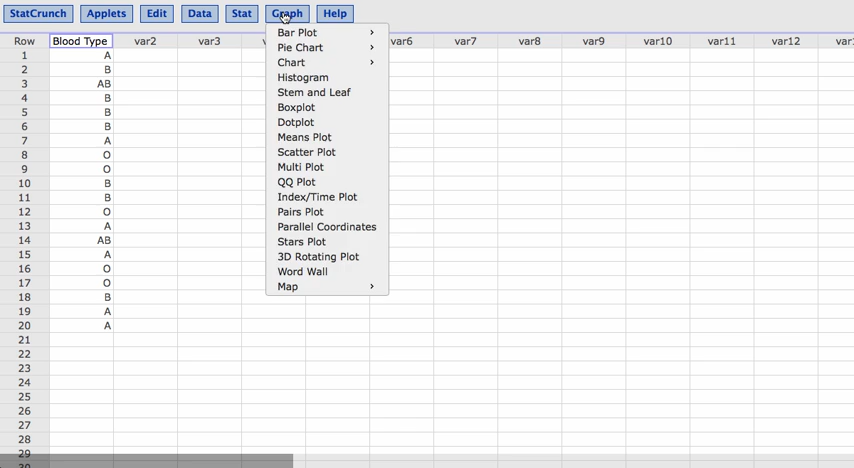 StatCrunch Applets Edit Data Stat Graph Help
Row Blood Type var2 var3 var6 var7 var8 var9 var10 var11 var12
Bar Plot
Pie Chart
Chart
Histogram
Stem and Leaf
Boxplot
Dotplot
Means Plot
Scatter Plot
Multi Plot
QQ Plot
Index/Time Plot
Pairs Plot
Parallel Coordinates
Stars Plot
3D Rotating Plot
Word Wall
Map
1 A
2 B
3 AB
4 B
5 B
6 B
7 A
8 O
9 O
10 B
11 B
12 O
13 A
14 AB
15 A
16 O
17 O
18 B
19 A
20 A
21
22
23
24
25
26
27
28
29
30